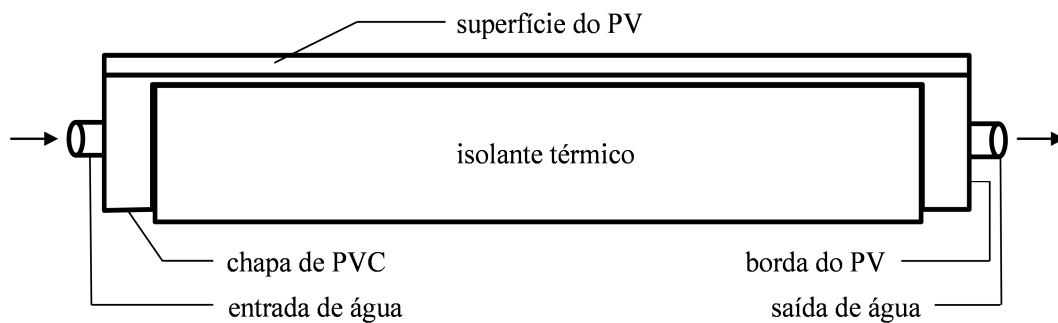 superfície do PV
isolante térmico
chapa de PVC
borda do PV
entrada de água
saída de água